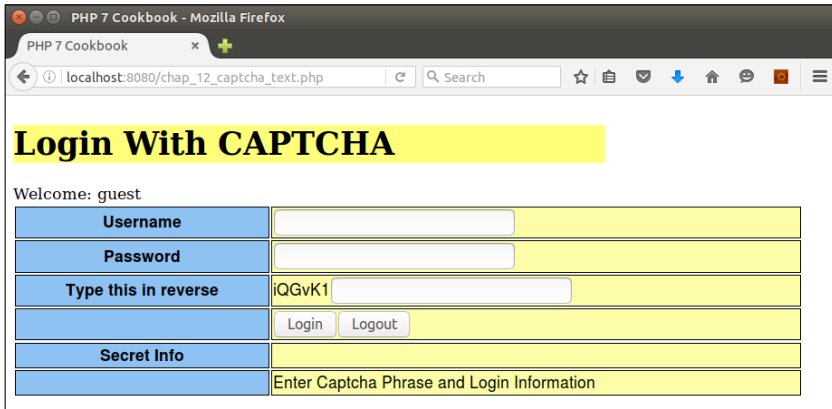 PHP 7 Cookbook - Mozilla Firefox
PHP 7 Cookbook
localhost:8080/chap_12_captcha_text.php Search
Login With CAPTCHA
Welcome: guest
Username
Password
Type this in reverse iQGvK1
Login Logout
Secret Info
Enter Captcha Phrase and Login Information